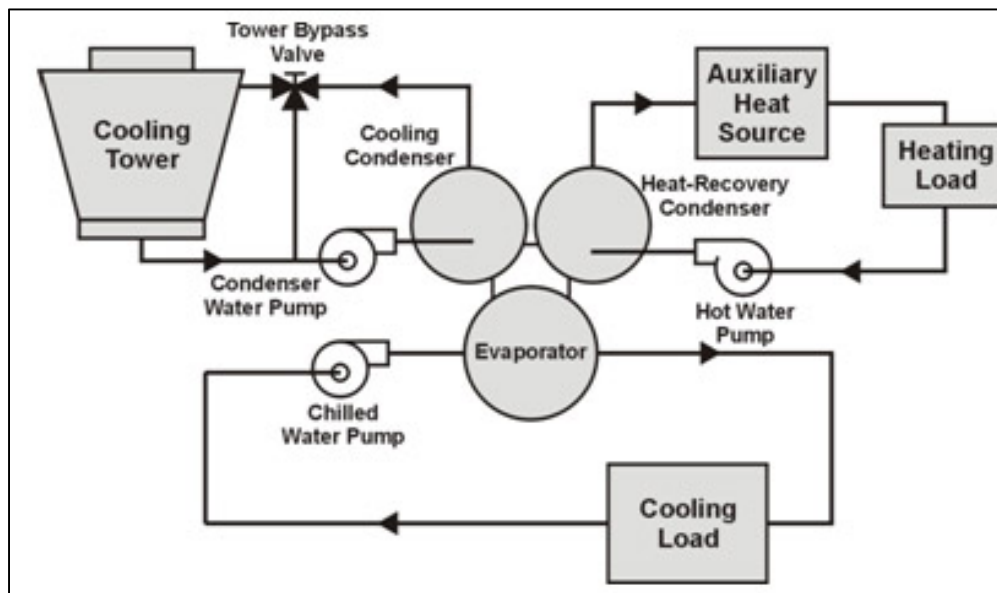 Tower Bypass
Valve
Cooling
Tower
Cooling
Condenser
Auxiliary
Heat
Source
Heating
Load
Heat-Recovery
Condenser
Condenser
Water Pump
Hot Water
Pump
Evaporator
Chilled
Water Pump
Cooling
Load